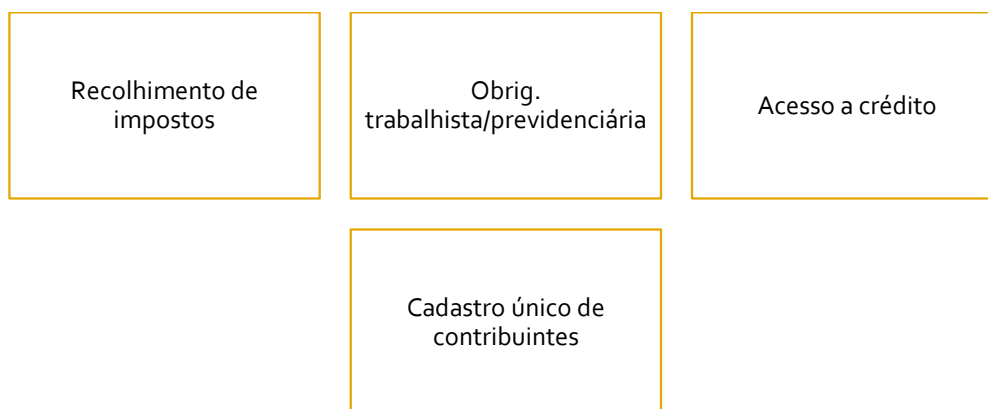 Recolhimento de
impostos
Obrig.
trabalhista/previdenciária
Acesso a crédito
Cadastro único de
contribuintes